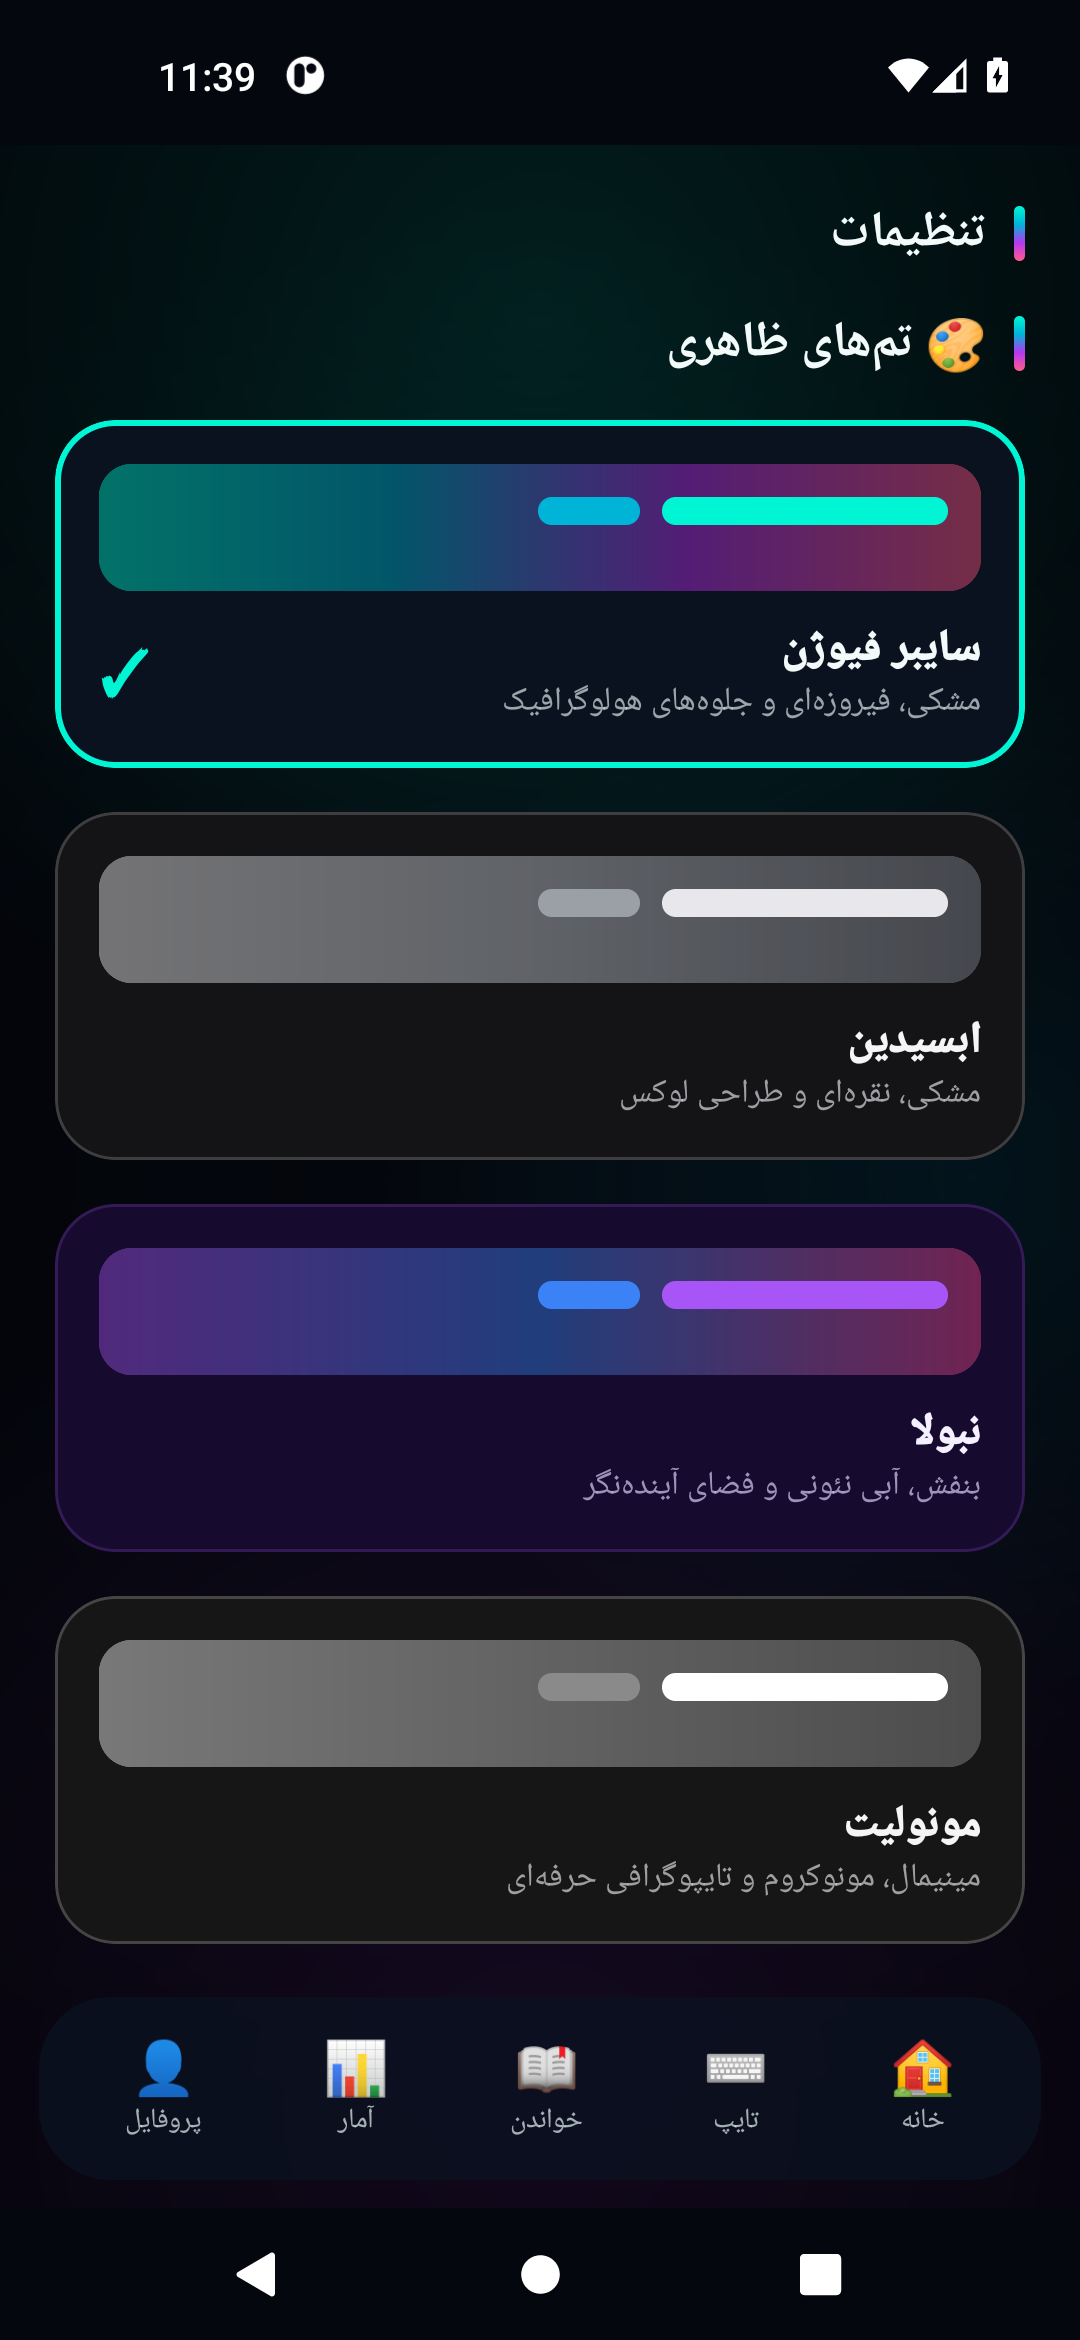 11:39
تنظیمات
🎨 تم‌های ظاهری
سایبر فیوژن
مشکی، فیروزه‌ای و جلوه‌های هولوگرافیک
✓
ابسیدین
مشکی، نقره‌ای و طراحی لوکس
نبولا
بنفش، آبی نئونی و فضای آینده‌نگر
مونولیت
مینیمال، مونوکروم و تایپوگرافی حرفه‌ای
خانه
تایپ
خواندن
آمار
پروفایل